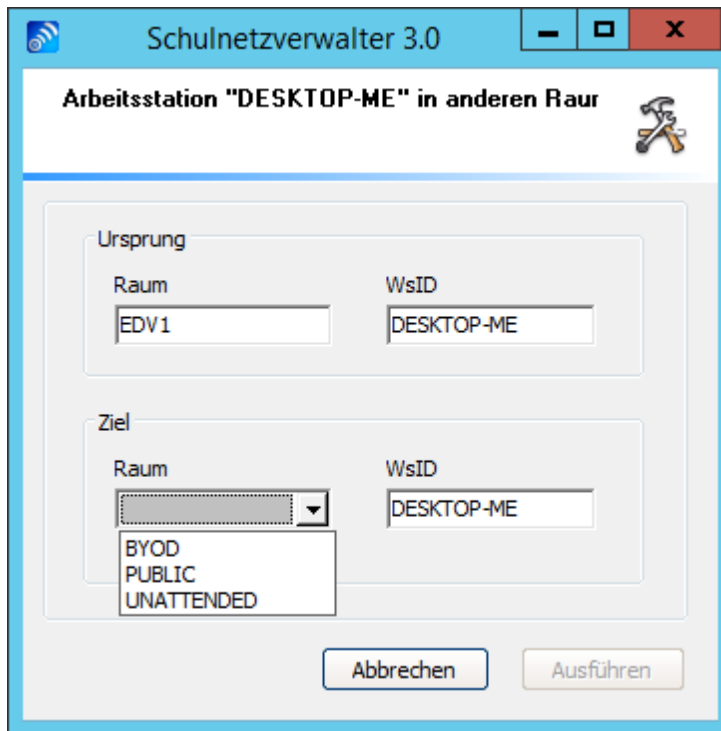 Schulnetzverwalter 3.0
Arbeitsstation "DESKTOP-ME" in anderen Raur
Ursprung
Raum WsID
EDV1 DESKTOP-ME
Ziel
Raum WsID
DESKTOP-ME
BYOD
PUBLIC
UNATTENDED
Abbrechen Ausführen